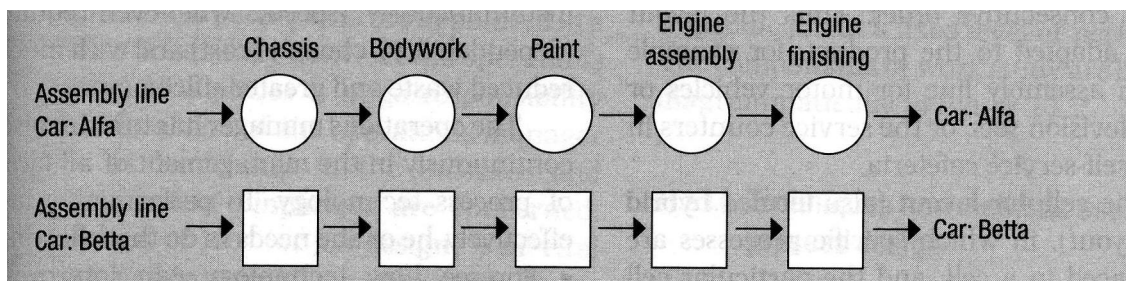 Chassis
Bodywork
Paint
Engine
assembly
Engine
finishing
Assembly line
Car: Alfa
Car: Alfa
Assembly line
Car: Betta
Car: Betta